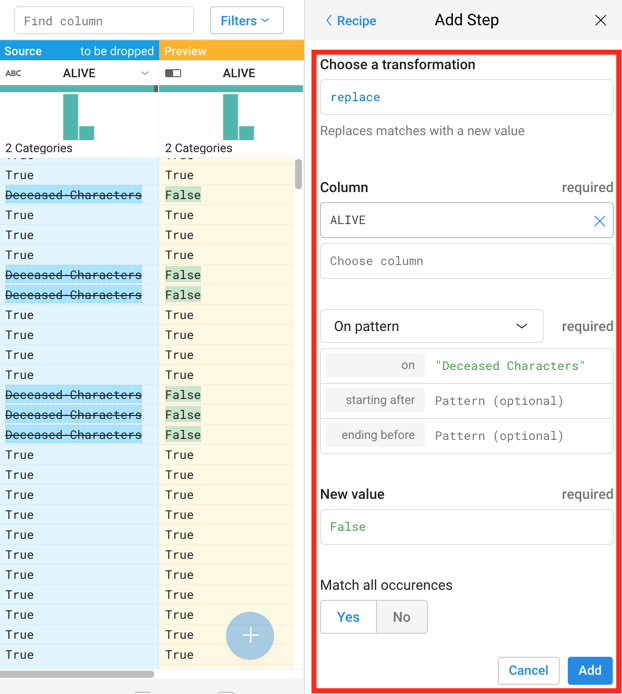 Find column
Filters
Source to be dropped Preview
ABC ALIVE ALIVE
2 Categories 2 Categories
True True
True True
Deceased·Characters False
True True
True True
True True
Deceased·Characters False
Deceased·Characters False
True True
True True
True True
True True
Deceased·Characters False
Deceased·Characters False
Deceased·Characters False
True True
True True
True True
True True
True True
True True
True True
True True
True True
True True
True True
Recipe Add Step
Choose a transformation
replace
Replaces matches with a new value
Column required
ALIVE
Choose column
On pattern required
on "Deceased Characters"
starting after Pattern (optional)
ending before Pattern (optional)
New value required
False
Match all occurences
Yes No
Cancel Add